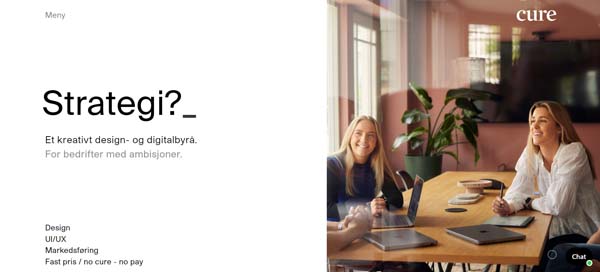 Meny
cure
Strategi?_
Et kreativt design- og digitalbyrå.
For bedrifter med ambisjoner.
Design
UI/UX
Markedsføring
Fast pris / no cure - no pay
Chat